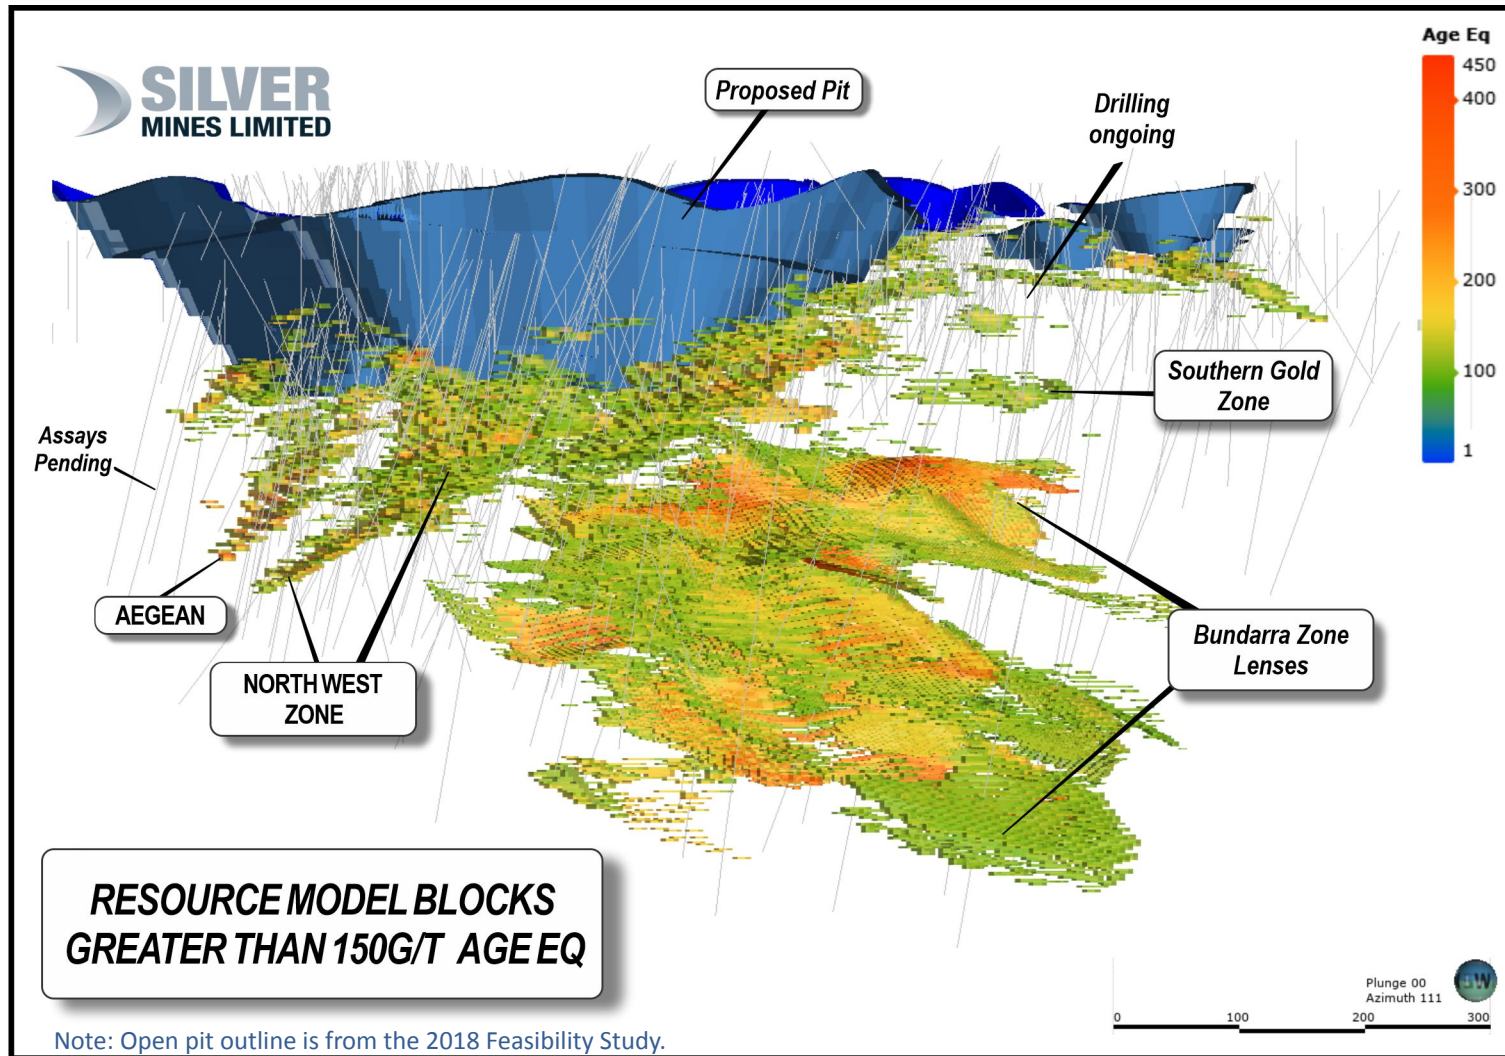 SILVER
MINES LIMITED
Proposed Pit
Drilling
ongoing
Age Eq
450
400
300
200
100
1
Southern Gold
Zone
Assays
Pending
AEGEAN
NORTH WEST
ZONE
Bundarra Zone
Lenses
RESOURCE MODEL BLOCKS
GREATER THAN 150G/T AGE EQ
Plunge 00
Azimuth 111
0 100 200 300
Note: Open pit outline is from the 2018 Feasibility Study.